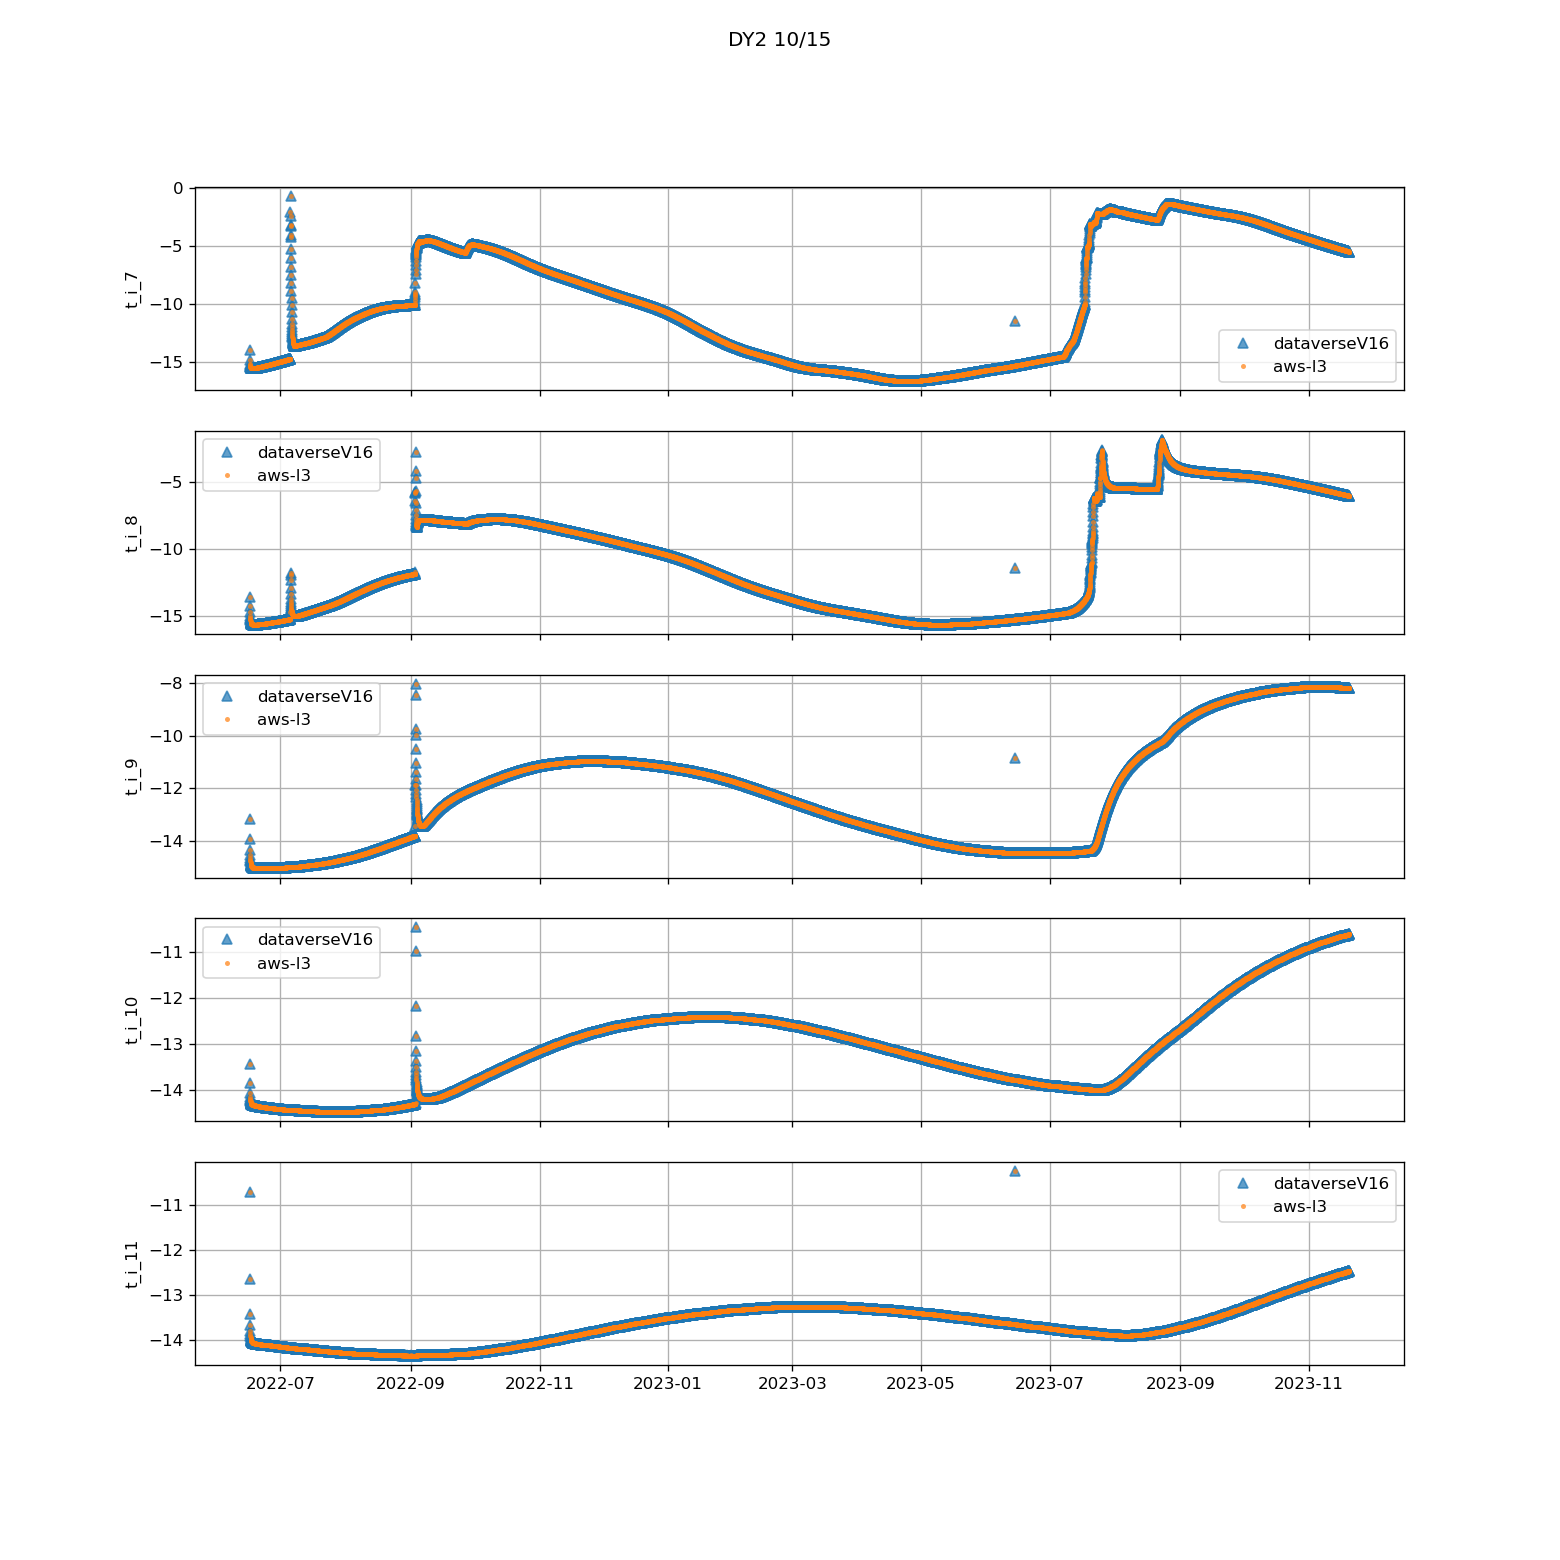 DY2 10/15
0
−5
−10
−15
t_i_7
dataverseV16
aws-l3
−5
−10
−15
t_i_8
dataverseV16
aws-l3
−8
−10
−12
−14
t_i_9
dataverseV16
aws-l3
−11
−12
−13
−14
t_i_10
dataverseV16
aws-l3
−11
−12
−13
−14
t_i_11
dataverseV16
aws-l3
2022-07 2022-09 2022-11 2023-01 2023-03 2023-05 2023-07 2023-09 2023-11